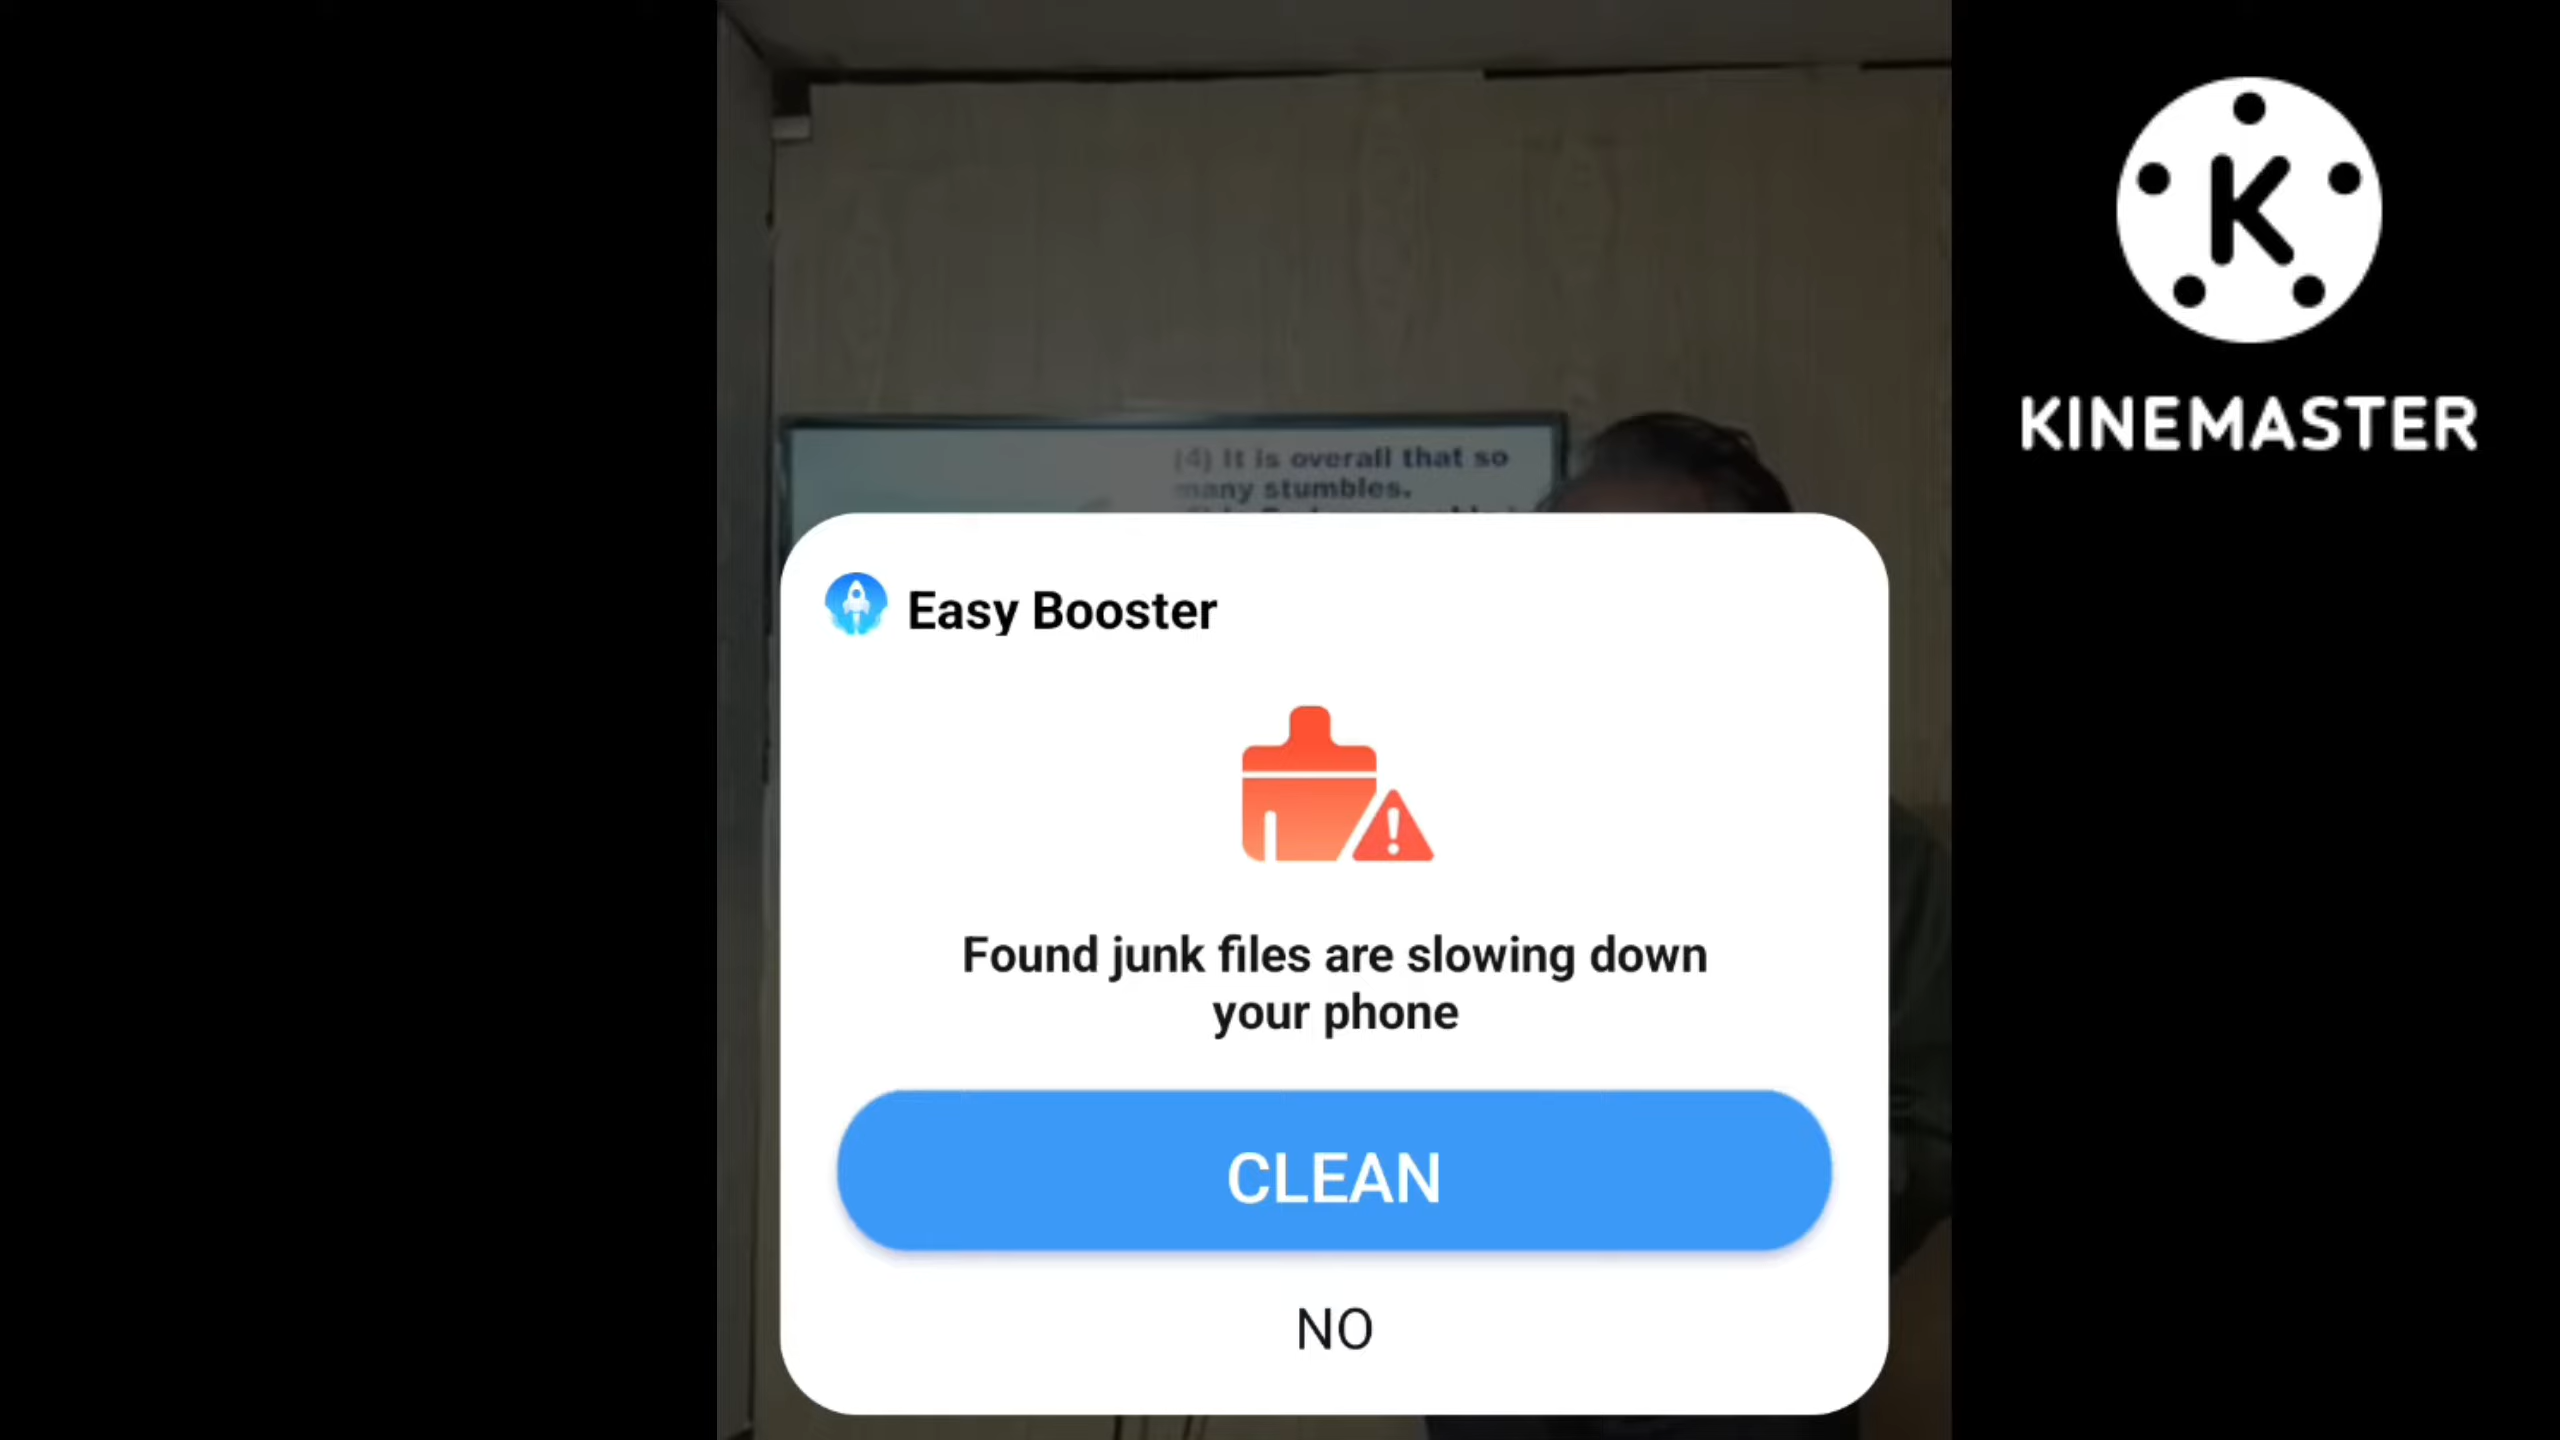 K
KINEMASTER
(4) It is overall that so
many stumbles.
Easy Booster
Found junk files are slowing down
your phone
CLEAN
NO